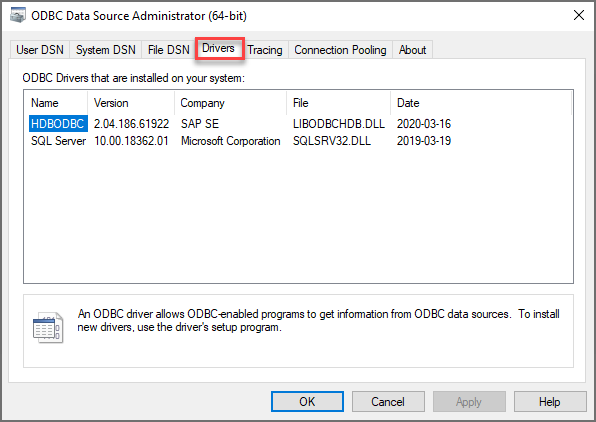 ODBC Data Source Administrator (64-bit)
User DSN System DSN File DSN Drivers Tracing Connection Pooling About
ODBC Drivers that are installed on your system:
Name Version Company File Date
HDBODBC 2.04.186.61922 SAP SE LIBODBCHDB.DLL 2020-03-16
SQL Server 10.00.18362.01 Microsoft Corporation SQLSRV32.DLL 2019-03-19
An ODBC driver allows ODBC-enabled programs to get information from ODBC data sources. To install
new drivers, use the driver's setup program.
OK Cancel Apply Help